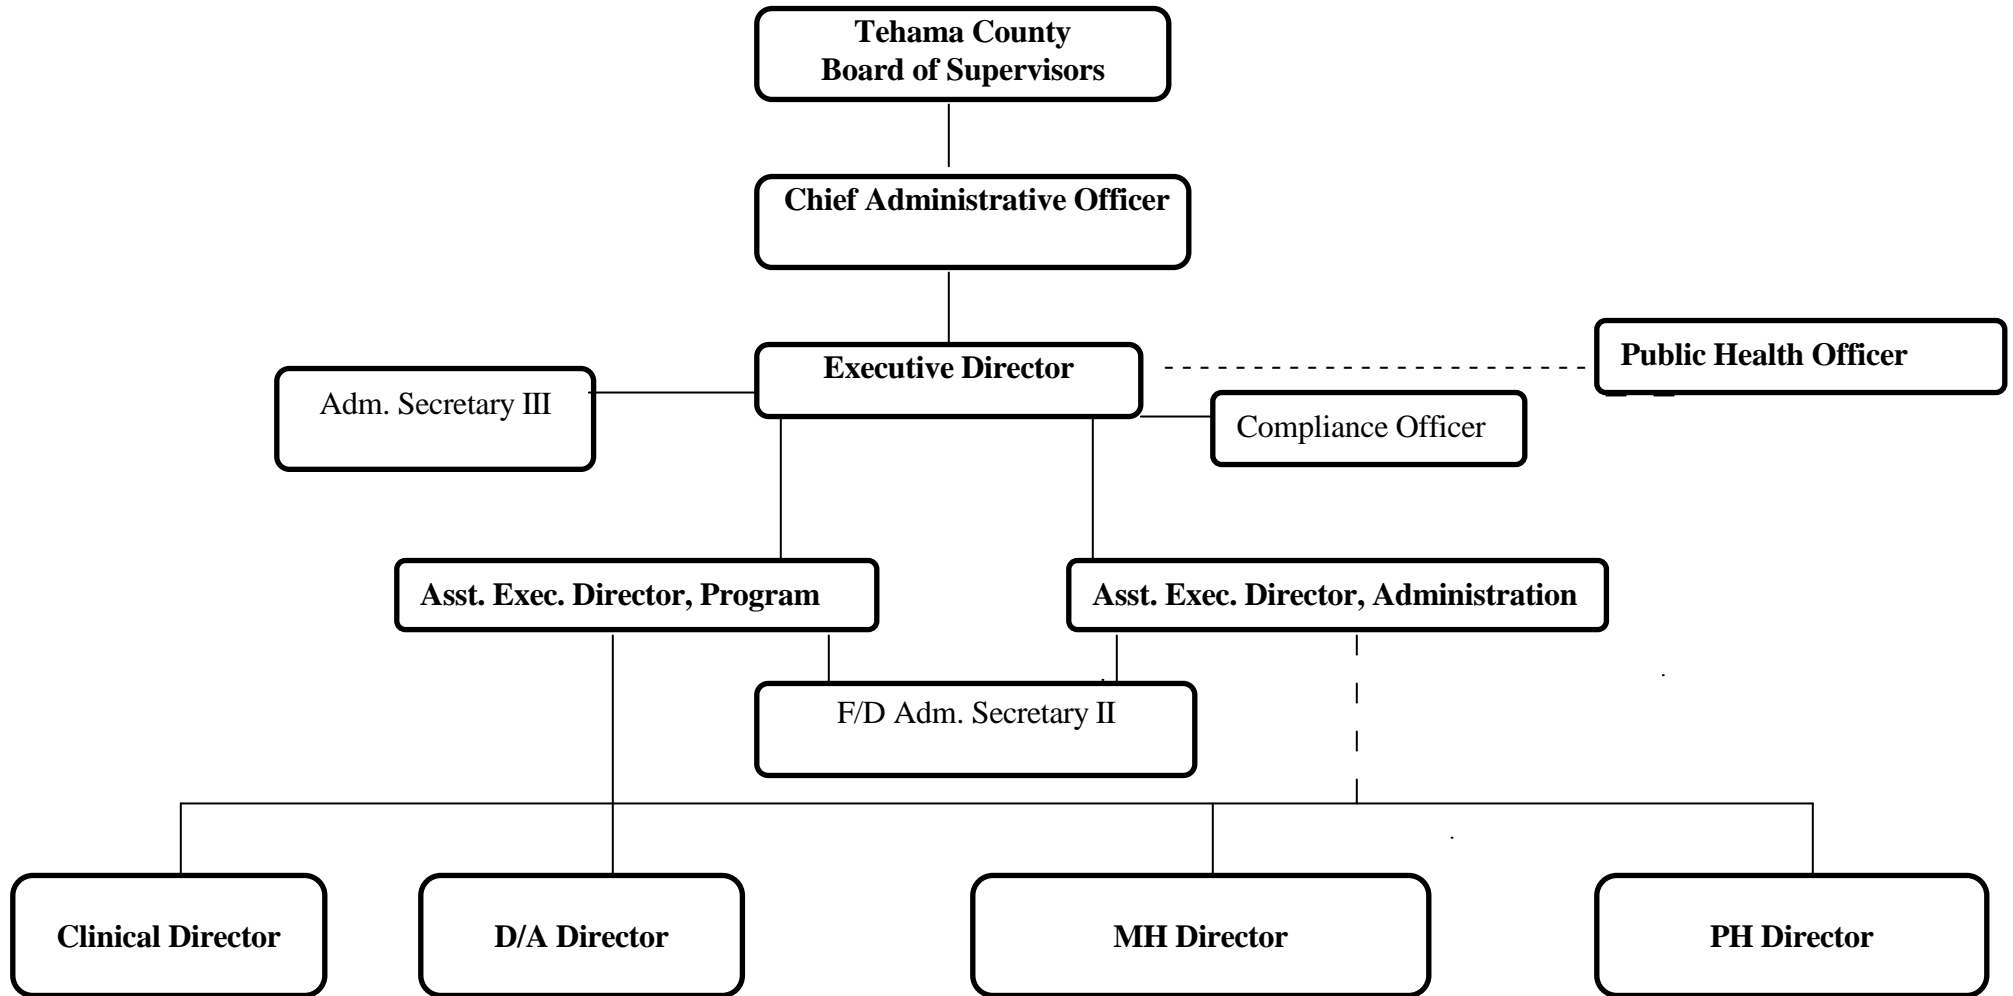 Tehama County
Board of Supervisors
Chief Administrative Officer
Executive Director
Public Health Officer
Adm. Secretary III
Compliance Officer
Asst. Exec. Director, Program
Asst. Exec. Director, Administration
F/D Adm. Secretary II
Clinical Director
D/A Director
MH Director
PH Director